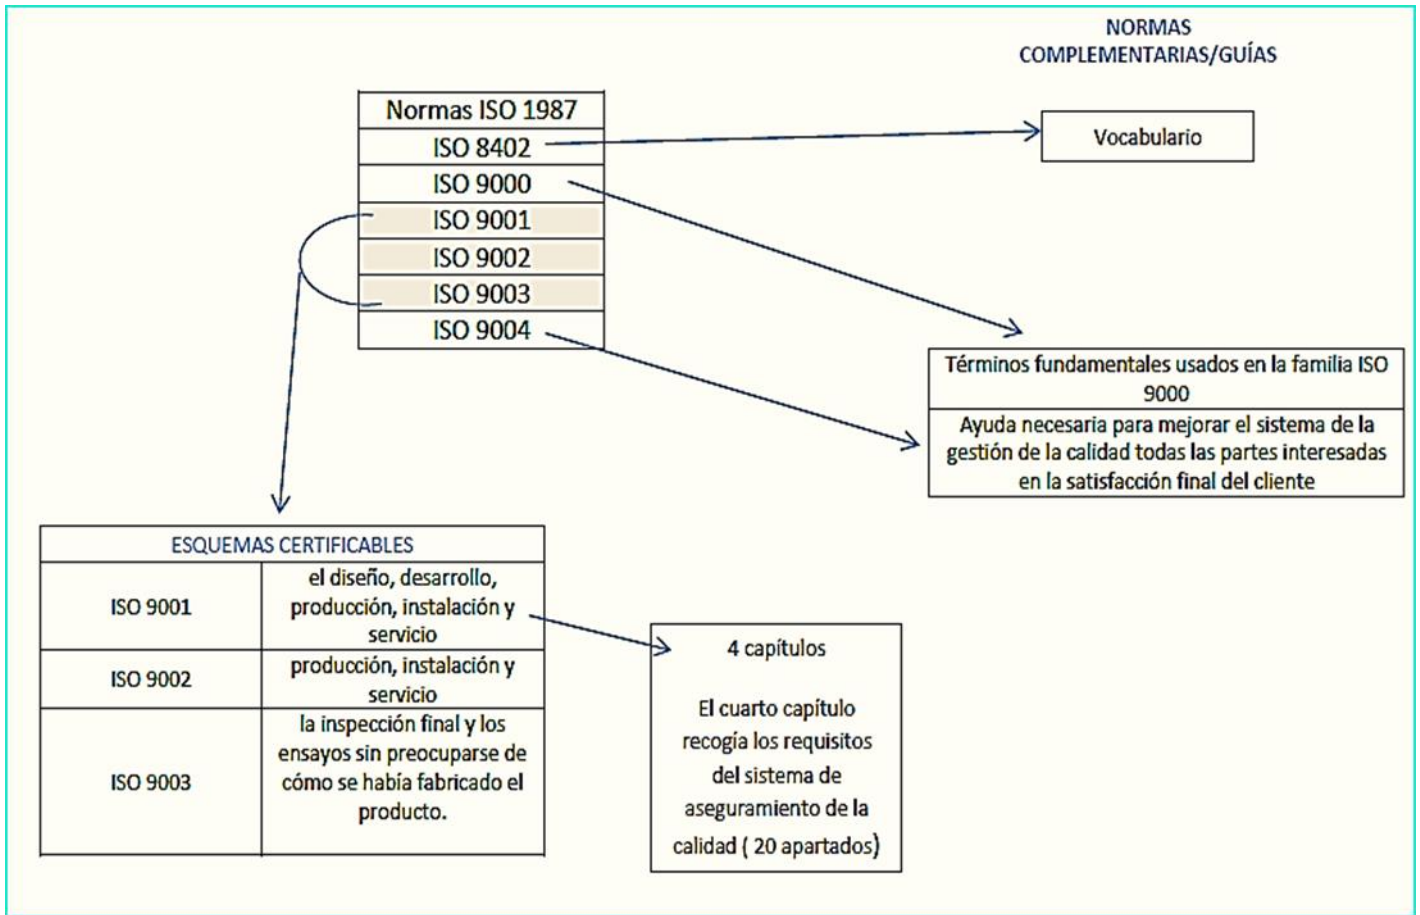 NORMAS
COMPLEMENTARIAS/GUÍAS
Normas ISO 1987
ISO 8402
ISO 9000
ISO 9001
ISO 9002
ISO 9003
ISO 9004
Vocabulario
Términos fundamentales usados en la familia ISO
9000
Ayuda necesaria para mejorar el sistema de la
gestión de la calidad todas las partes interesadas
en la satisfacción final del cliente
ESQUEMAS CERTIFICABLES
ISO 9001
el diseño, desarrollo,
producción, instalación y
servicio
ISO 9002
producción, instalación y
servicio
ISO 9003
la inspección final y los
ensayos sin preocuparse de
cómo se había fabricado el
producto.
4 capítulos
El cuarto capítulo
recogía los requisitos
del sistema de
aseguramiento de la
calidad ( 20 apartados)